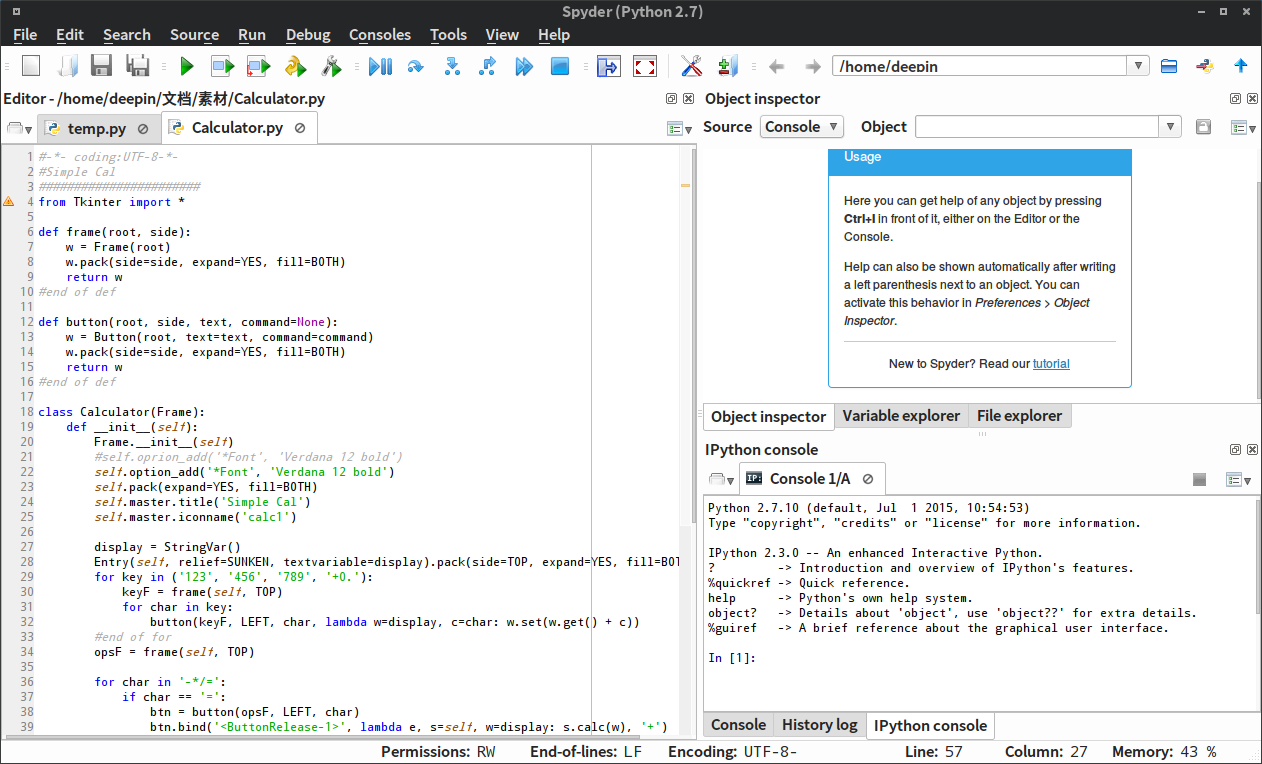 Spyder (Python 2.7)
File Edit Search Source Run Debug Consoles Tools View Help
/home/deepin
Editor - /home/deepin/文档/素材/Calculator.py
temp.py Calculator.py
1 #-*- coding:UTF-8-*-
2 #Simple Cal
3 ########################
4 from Tkinter import *
5
6 def frame(root, side):
7     w = Frame(root)
8     w.pack(side=side, expand=YES, fill=BOTH)
9     return w
10 #end of def
11
12 def button(root, side, text, command=None):
13     w = Button(root, text=text, command=command)
14     w.pack(side=side, expand=YES, fill=BOTH)
15     return w
16 #end of def
17
18 class Calculator(Frame):
19     def __init__(self):
20         Frame.__init__(self)
21         #self.oprion_add('*Font', 'Verdana 12 bold')
22         self.option_add('*Font', 'Verdana 12 bold')
23         self.pack(expand=YES, fill=BOTH)
24         self.master.title('Simple Cal')
25         self.master.iconname('calc1')
26
27         display = StringVar()
28         Entry(self, relief=SUNKEN, textvariable=display).pack(side=TOP, expand=YES, fill=BOT
29         for key in ('123', '456', '789', '+0.'):
30             keyF = frame(self, TOP)
31             for char in key:
32                 button(keyF, LEFT, char, lambda w=display, c=char: w.set(w.get() + c))
33         #end of for
34         opsF = frame(self, TOP)
35
36         for char in '-*/=':
37             if char == '=':
38                 btn = button(opsF, LEFT, char)
39                 btn.bind('<ButtonRelease-1>', lambda e, s=self, w=display: s.calc(w), '+')
Object inspector
Source Console Object
Usage
Here you can get help of any object by pressing
Ctrl+I in front of it, either on the Editor or the
Console.
Help can also be shown automatically after writing
a left parenthesis next to an object. You can
activate this behavior in Preferences > Object
Inspector.
New to Spyder? Read our tutorial
Object inspector Variable explorer File explorer
IPython console
IP: Console 1/A
Python 2.7.10 (default, Jul  1 2015, 10:54:53)
Type "copyright", "credits" or "license" for more information.

IPython 2.3.0 -- An enhanced Interactive Python.
?         -> Introduction and overview of IPython's features.
%quickref -> Quick reference.
help      -> Python's own help system.
object?   -> Details about 'object', use 'object??' for extra details.
%guiref   -> A brief reference about the graphical user interface.

In [1]:
Console History log IPython console
Permissions: RW End-of-lines: LF Encoding: UTF-8- Line: 57 Column: 27 Memory: 43 %